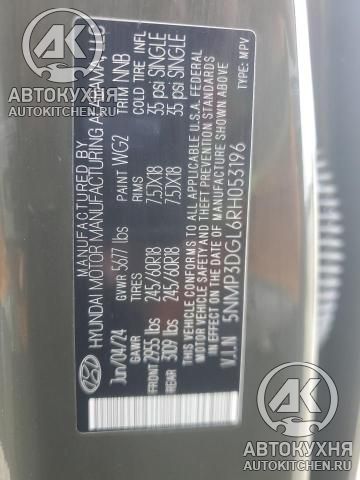 MANUFACTURED BY
HYUNDAI MOTOR MANUFACTURING ALABAMA, LLC
Jun/04/24 GVWR 5677 lbs PAINT WG2 TRIM NNB
GAWR TIRE RIMS COLD TIRE INFL
FRONT 2955 lbs 245/60R18 7.5JX18 35 psi SINGLE
REAR 3109 lbs 245/60R18 7.5JX18 35 psi SINGLE
THIS VEHICLE CONFORMS TO ALL APPLICABLE U.S.A. FEDERAL
MOTOR VEHICLE SAFETY, BUMPER, AND THEFT PREVENTION STANDARDS
IN EFFECT ON THE DATE OF MANUFACTURE SHOWN ABOVE.
V.I.N 5NMP3DGL6RH053196 TYPE: MPV
АВТОКУХНЯ
AUTOKITCHEN.RU
АВТОКУХНЯ
AUTOKITCHEN.RU